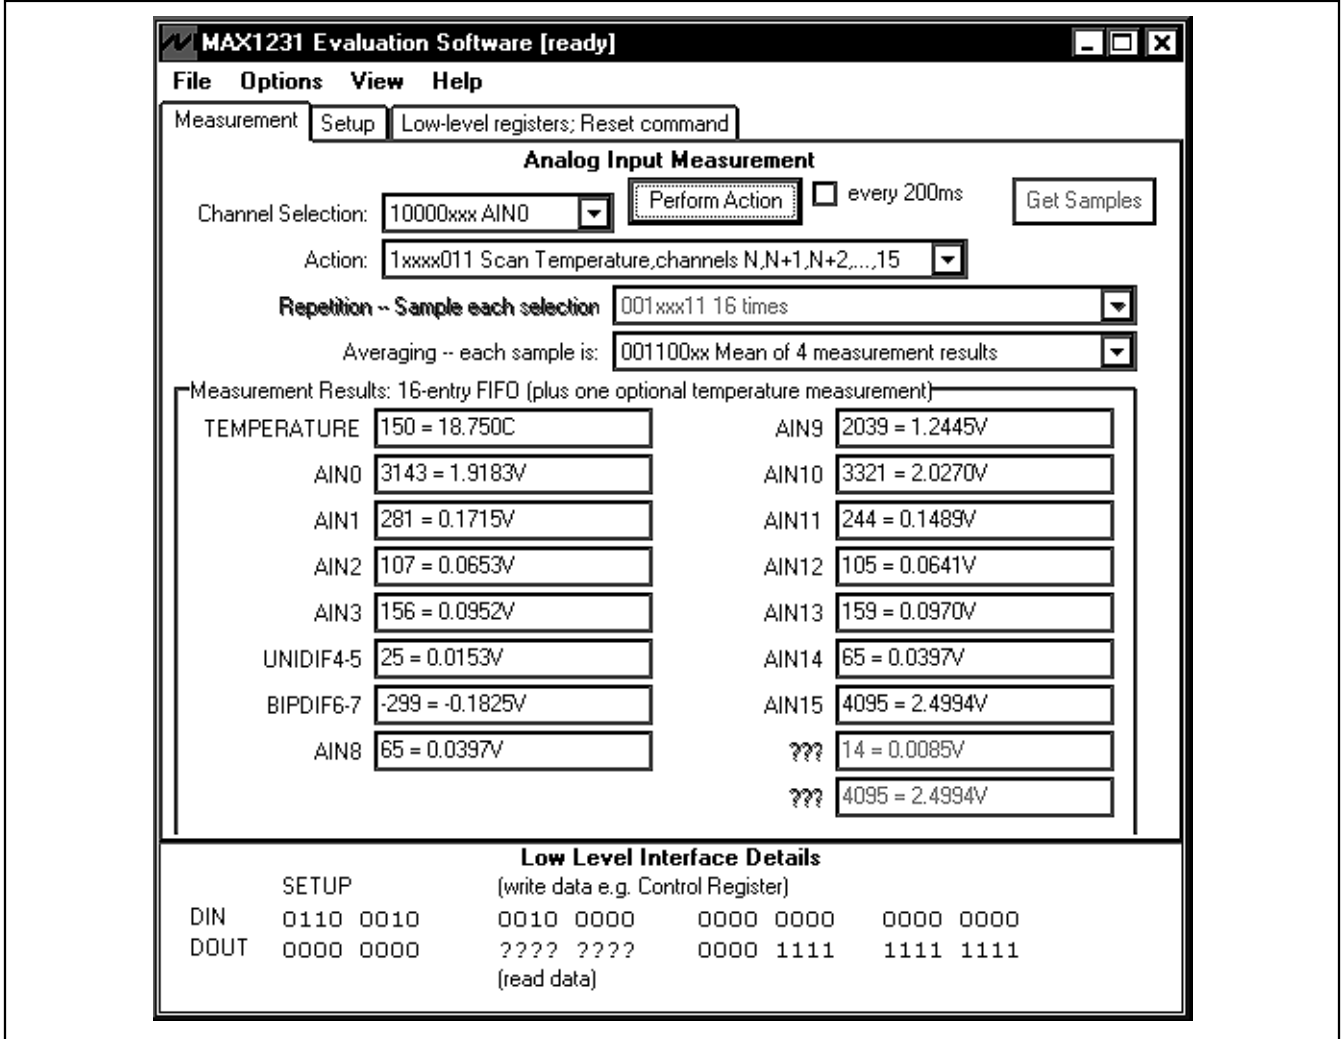 MAX1231 Evaluation Software [ready]
File Options View Help
Measurement Setup Low-level registers; Reset command
Analog Input Measurement
Channel Selection: 10000xxx AIN0 Perform Action every 200ms Get Samples
Action: 1xxxx011 Scan Temperature,channels N,N+1,N+2,...,15
Repetition -- Sample each selection 001xxx11 16 times
Averaging -- each sample is: 001100xx Mean of 4 measurement results
Measurement Results: 16-entry FIFO (plus one optional temperature measurement)
TEMPERATURE 150 = 18.750C AIN9 2039 = 1.2445V
AIN0 3143 = 1.9183V AIN10 3321 = 2.0270V
AIN1 281 = 0.1715V AIN11 244 = 0.1489V
AIN2 107 = 0.0653V AIN12 105 = 0.0641V
AIN3 156 = 0.0952V AIN13 159 = 0.0970V
UNIDIF4-5 25 = 0.0153V AIN14 65 = 0.0397V
BIPDIF6-7 -299 = -0.1825V AIN15 4095 = 2.4994V
AIN8 65 = 0.0397V ??? 14 = 0.0085V
??? 4095 = 2.4994V
Low Level Interface Details
SETUP (write data e.g. Control Register)
DIN 0110 0010 0010 0000 0000 0000 0000 0000
DOUT 0000 0000 ???? ???? 0000 1111 1111 1111
(read data)